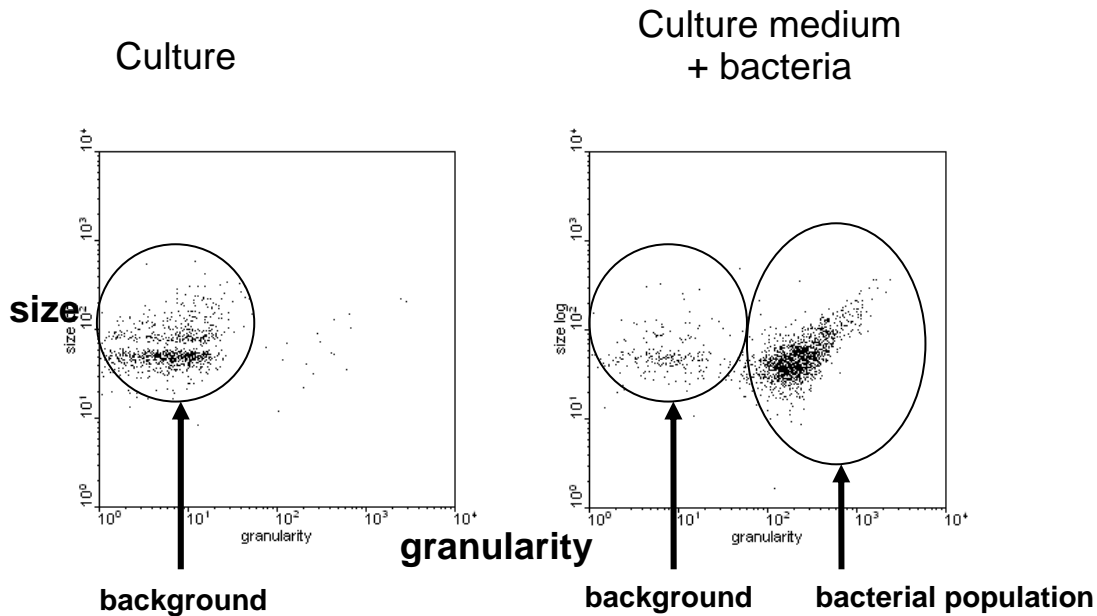 Culture
Culture medium
+ bacteria
size
size log
10⁰
10¹
10²
10³
10⁴
10⁰ 10¹ 10² 10³ 10⁴
granularity
size log
10⁰
10¹
10²
10³
10⁴
10⁰ 10¹ 10² 10³ 10⁴
granularity
granularity
background
background
bacterial population